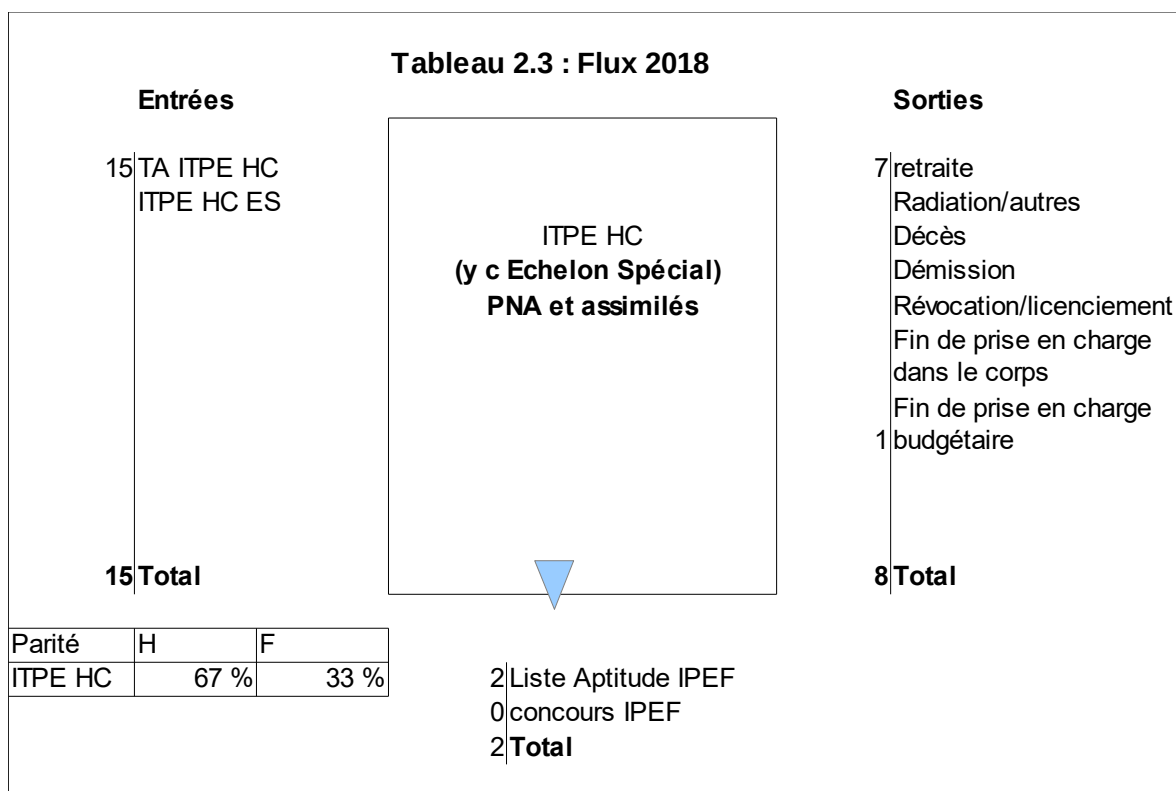 Tableau 2.3 : Flux 2018
Entrées
15 TA ITPE HC
ITPE HC ES
15 Total
ITPE HC
(y c Echelon Spécial)
PNA et assimilés
Sorties
7 retraite
Radiation/autres
Décès
Démission
Révocation/licenciement
Fin de prise en charge
dans le corps
Fin de prise en charge
1 budgétaire
8 Total
Parité H F
ITPE HC 67 % 33 %
2 Liste Aptitude IPEF
0 concours IPEF
2 Total